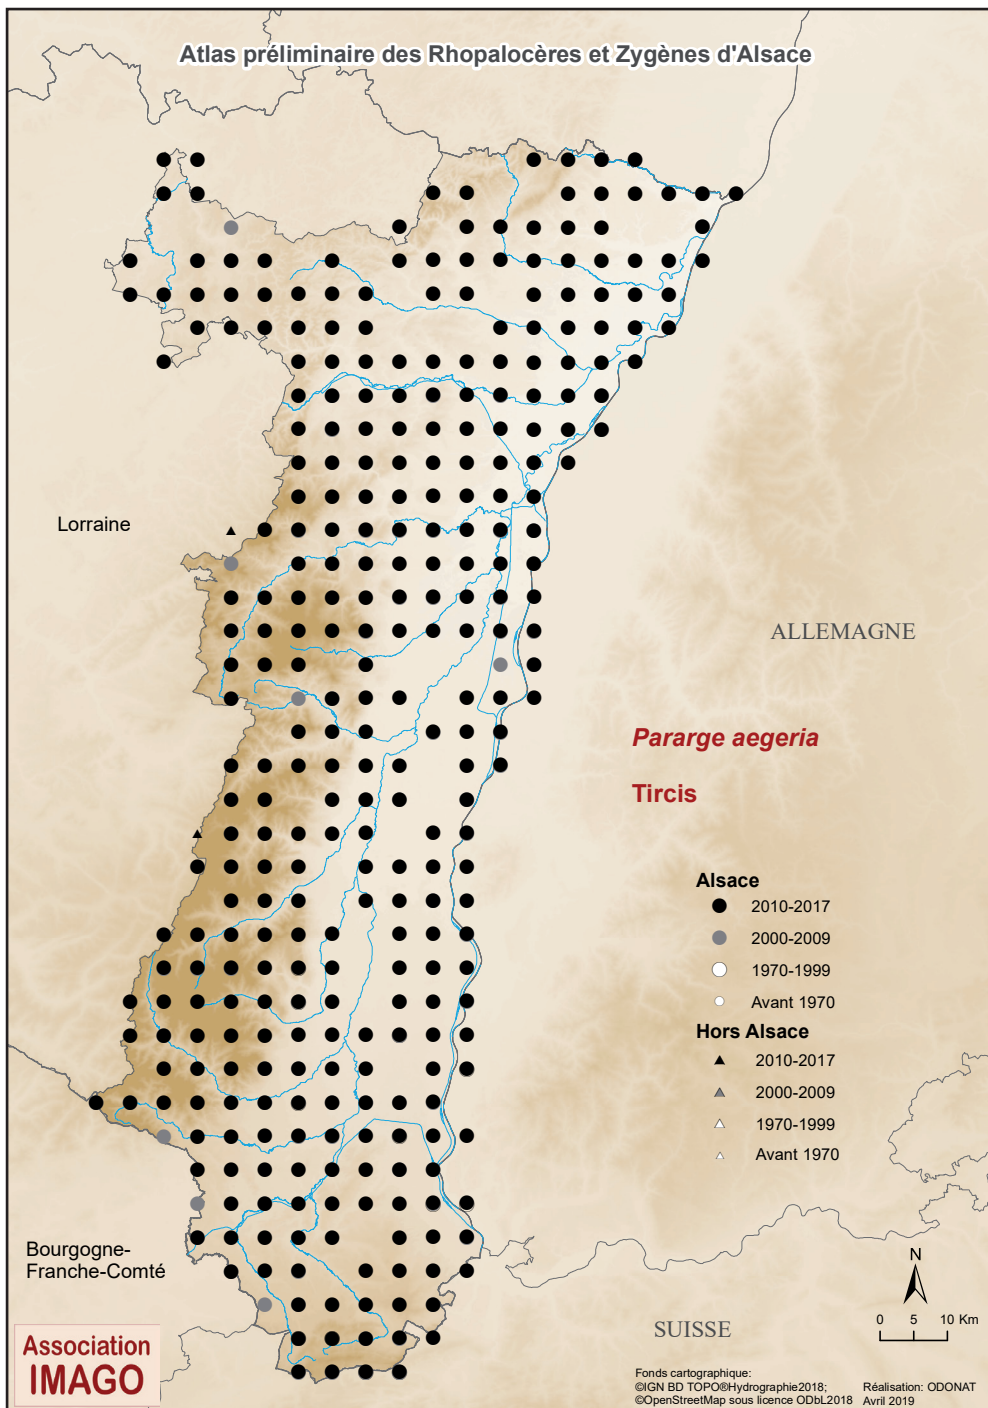 Atlas préliminaire des Rhopalocères et Zygènes d'Alsace
Lorraine
ALLEMAGNE
Pararge aegeria
Tircis
Alsace
2010-2017
2000-2009
1970-1999
Avant 1970
Hors Alsace
2010-2017
2000-2009
1970-1999
Avant 1970
Bourgogne-
Franche-Comté
N
0 5 10 Km
SUISSE
Association
IMAGO
Fonds cartographique:
©IGN BD TOPO®Hydrographie2018;
©OpenStreetMap sous licence ODbL2018
Réalisation: ODONAT
Avril 2019